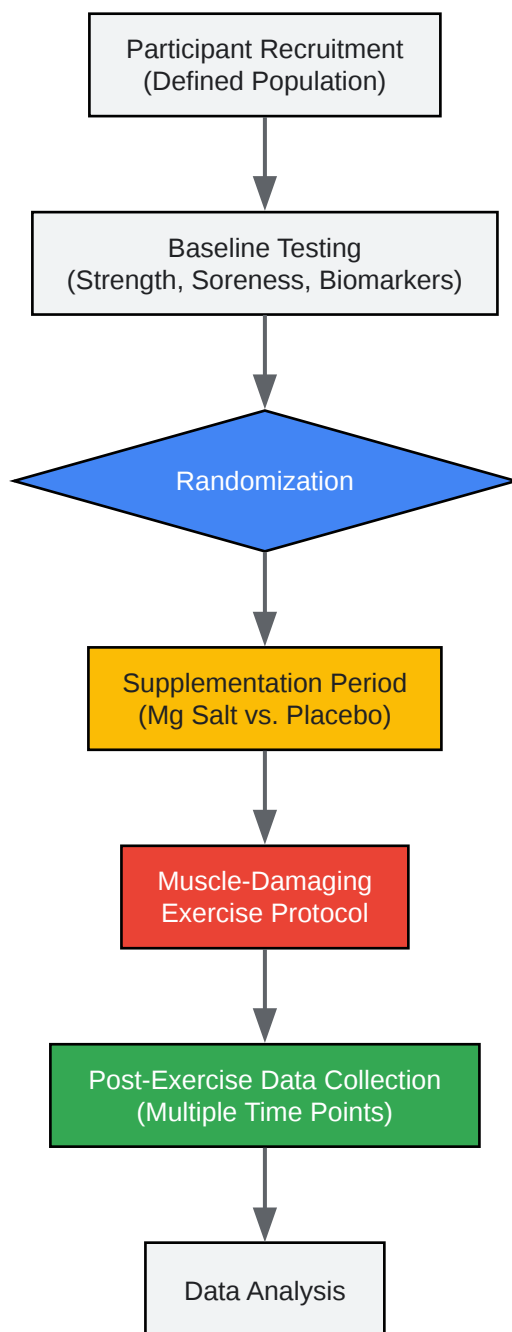 Participant Recruitment
(Defined Population)
Baseline Testing
(Strength, Soreness, Biomarkers)
Randomization
Supplementation Period
(Mg Salt vs. Placebo)
Muscle-Damaging
Exercise Protocol
Post-Exercise Data Collection
(Multiple Time Points)
Data Analysis